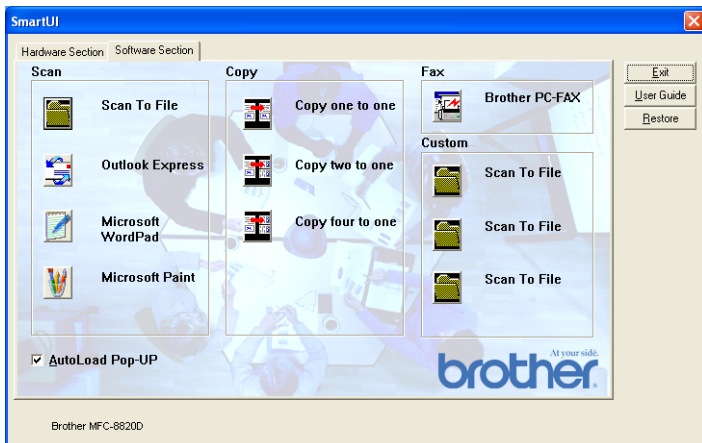 SmartUI
Hardware Section
Software Section
Scan
Scan To File
Outlook Express
Microsoft
WordPad
Microsoft Paint
Copy
Copy one to one
Copy two to one
Copy four to one
Fax
Brother PC-FAX
Custom
Scan To File
Scan To File
Scan To File
Exit
User Guide
Restore
AutoLoad Pop-UP
At your side.
brother
Brother MFC-8820D